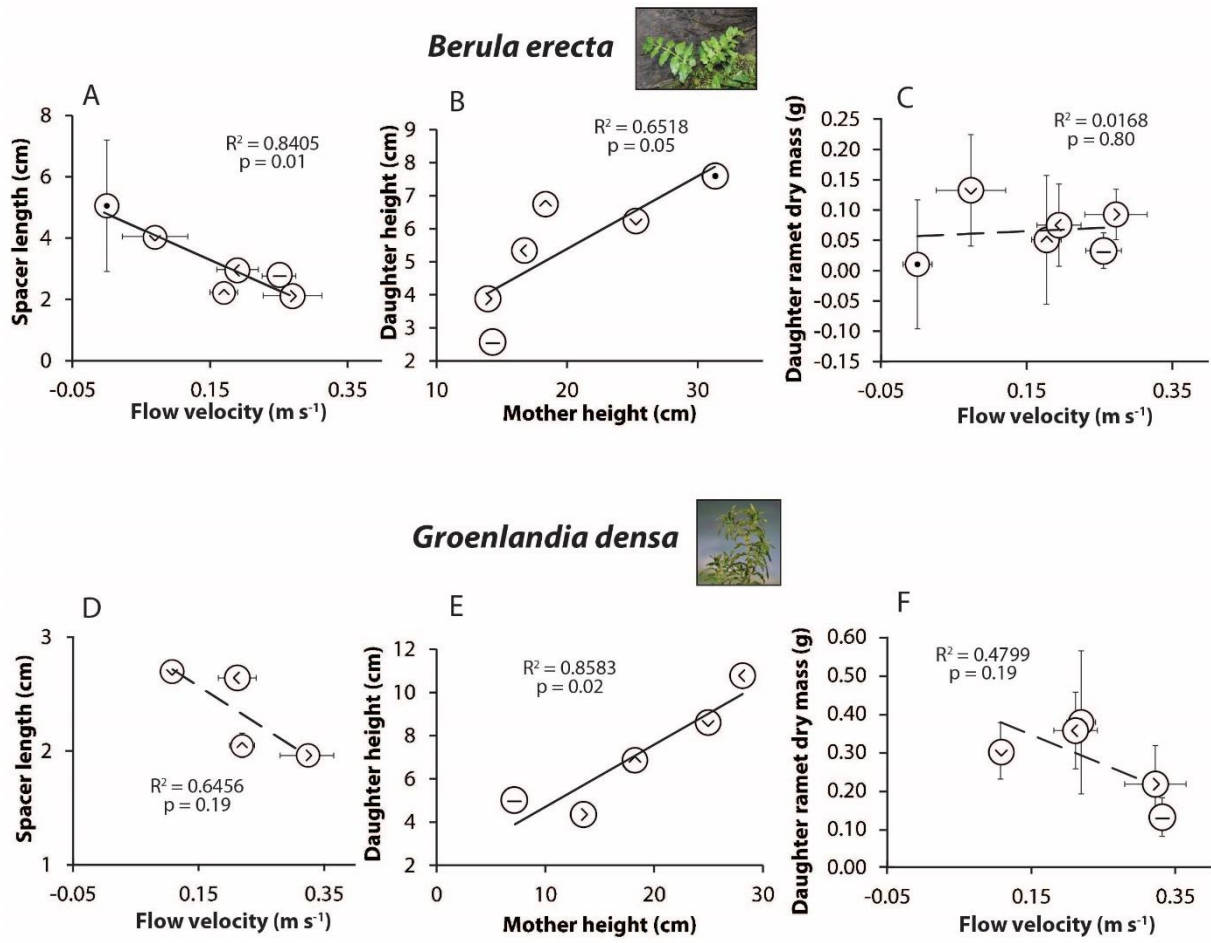 Berula erecta
A
Spacer length (cm)
8
6
4
2
0
R² = 0.8405
p = 0.01
-0.05
0.15
0.35
Flow velocity (m s⁻¹)
B
Daughter height (cm)
9
8
7
6
5
4
3
2
R² = 0.6518
p = 0.05
10
20
30
Mother height (cm)
C
Daughter ramet dry mass (g)
0.25
0.20
0.15
0.10
0.05
0.00
-0.05
-0.10
-0.15
R² = 0.0168
p = 0.80
-0.05
0.15
0.35
Flow velocity (m s⁻¹)
Groenlandia densa
D
Spacer length (cm)
3
2
1
R² = 0.6456
p = 0.19
-0.05
0.15
0.35
Flow velocity (m s⁻¹)
E
Daughter height (cm)
12
10
8
6
4
2
R² = 0.8583
p = 0.02
0
10
20
30
Mother height (cm)
F
Daughter ramet dry mass (g)
0.60
0.50
0.40
0.30
0.20
0.10
0.00
R² = 0.4799
p = 0.19
-0.05
0.15
0.35
Flow velocity (m s⁻¹)